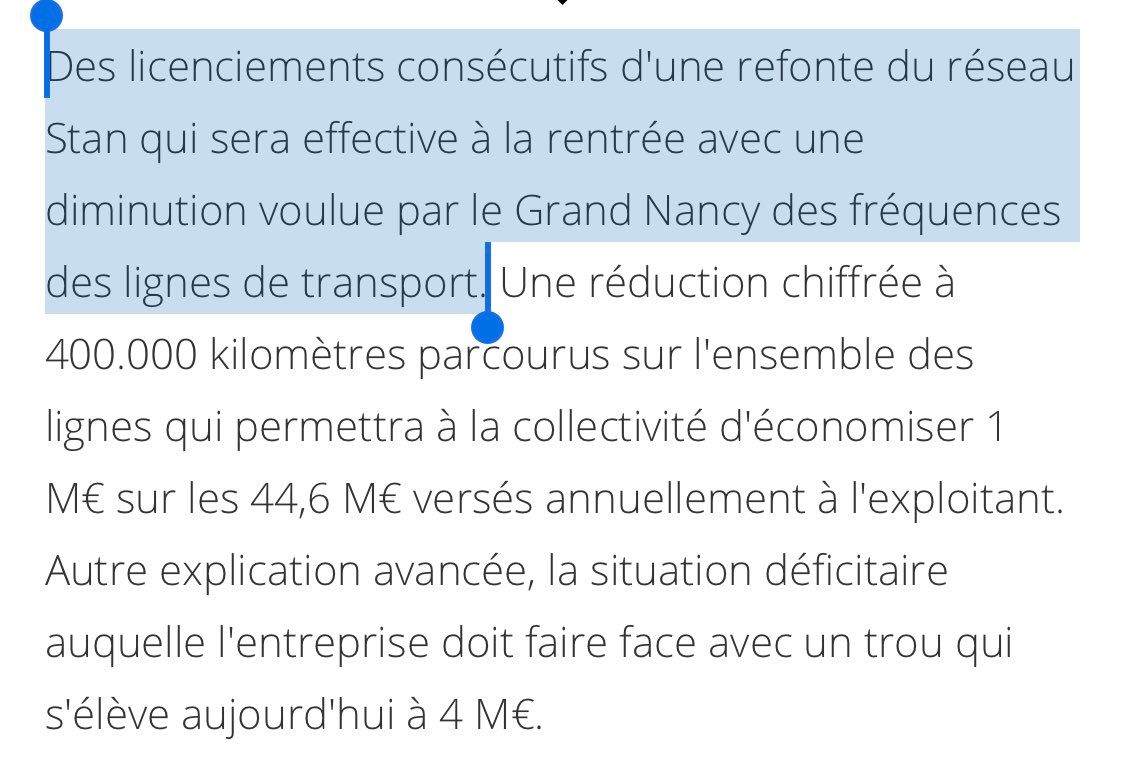 Des licenciements consécutifs d'une refonte du réseau
Stan qui sera effective à la rentrée avec une
diminution voulue par le Grand Nancy des fréquences
des lignes de transport. Une réduction chiffrée à
400.000 kilomètres parcourus sur l'ensemble des
lignes qui permettra à la collectivité d'économiser 1
M€ sur les 44,6 M€ versés annuellement à l'exploitant.
Autre explication avancée, la situation déficitaire
auquelle l'entreprise doit faire face avec un trou qui
s'élève aujourd'hui à 4 M€.